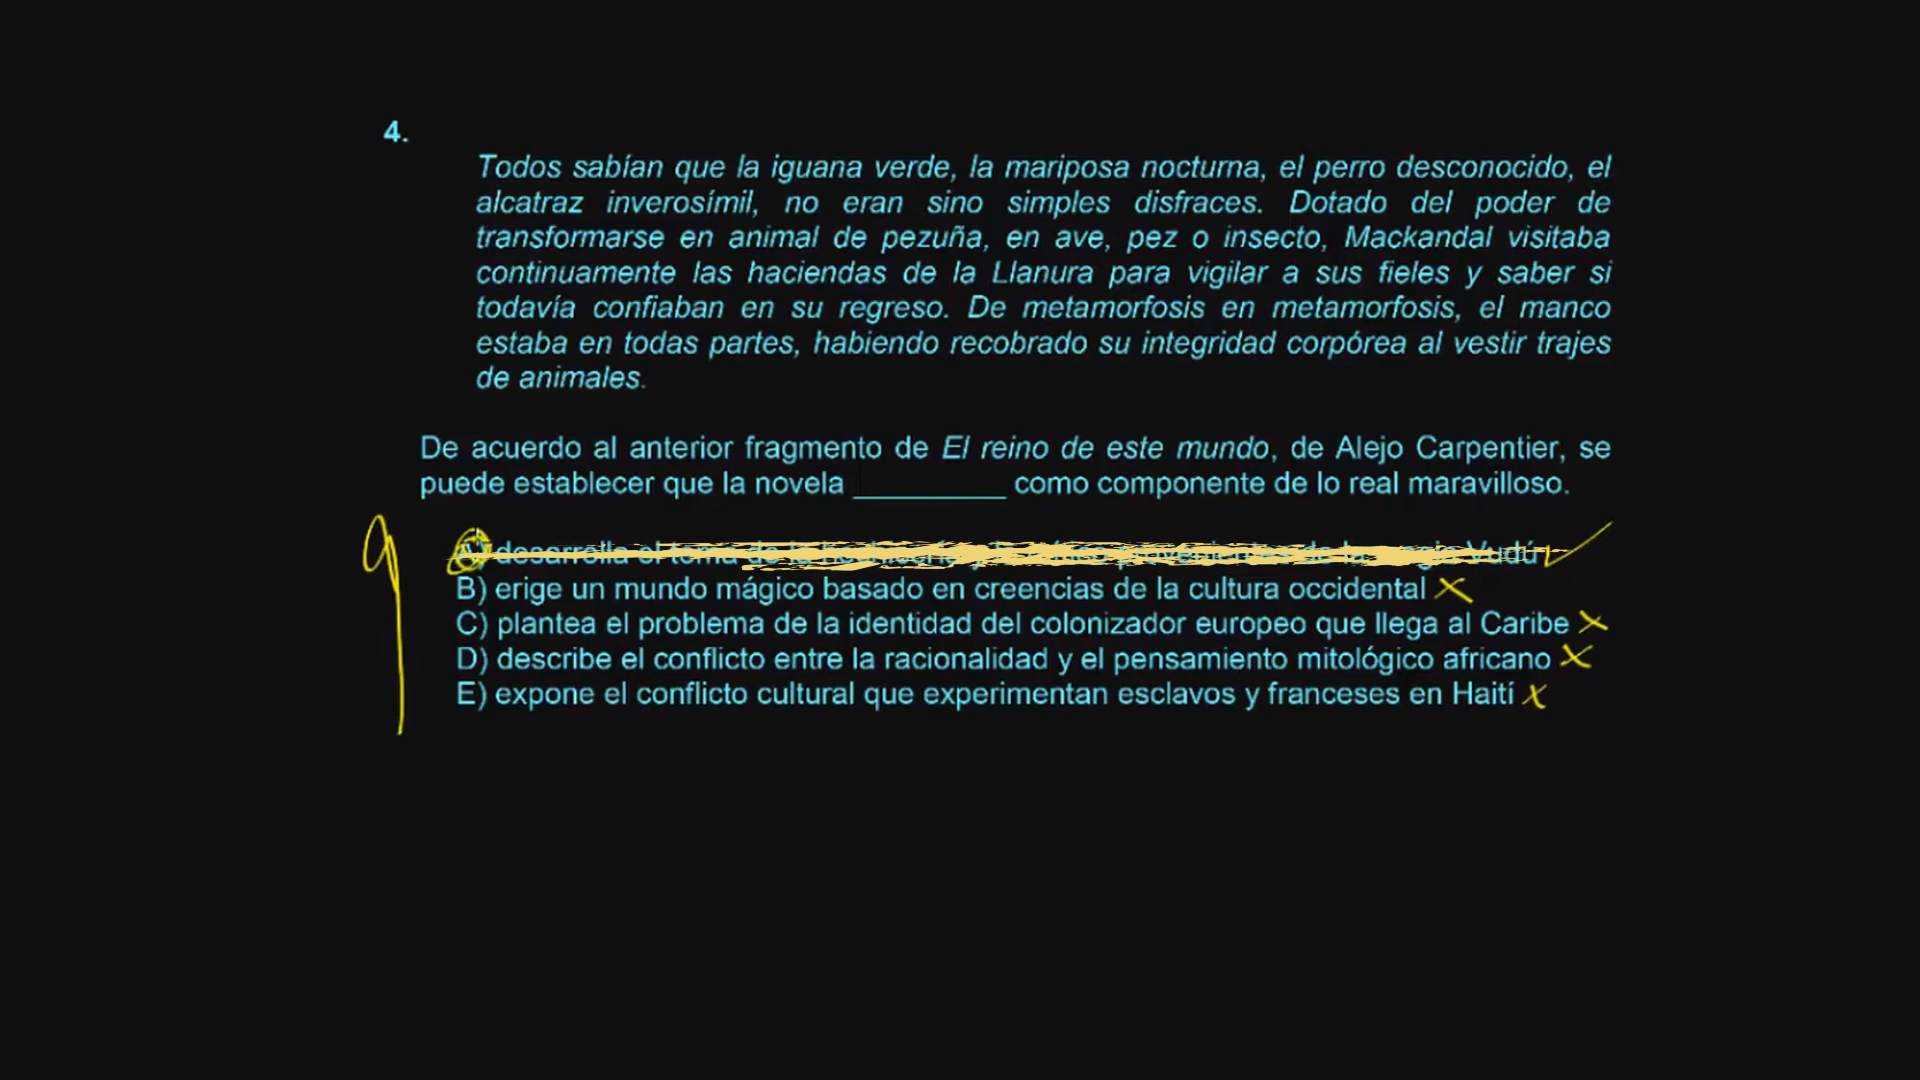 4.
Todos sabían que la iguana verde, la mariposa nocturna, el perro desconocido, el
alcatraz inverosímil, no eran sino simples disfraces. Dotado del poder de
transformarse en animal de pezuña, en ave, pez o insecto, Mackandal visitaba
continuamente las haciendas de la Llanura para vigilar a sus fieles y saber si
todavía confiaban en su regreso. De metamorfosis en metamorfosis, el manco
estaba en todas partes, habiendo recobrado su integridad corpórea al vestir trajes
de animales.
De acuerdo al anterior fragmento de El reino de este mundo, de Alejo Carpentier, se
puede establecer que la novela __________ como componente de lo real maravilloso.
A) desarrolla el tema de la Vudú
B) erige un mundo mágico basado en creencias de la cultura occidental
C) plantea el problema de la identidad del colonizador europeo que llega al Caribe
D) describe el conflicto entre la racionalidad y el pensamiento mitológico africano
E) expone el conflicto cultural que experimentan esclavos y franceses en Haití